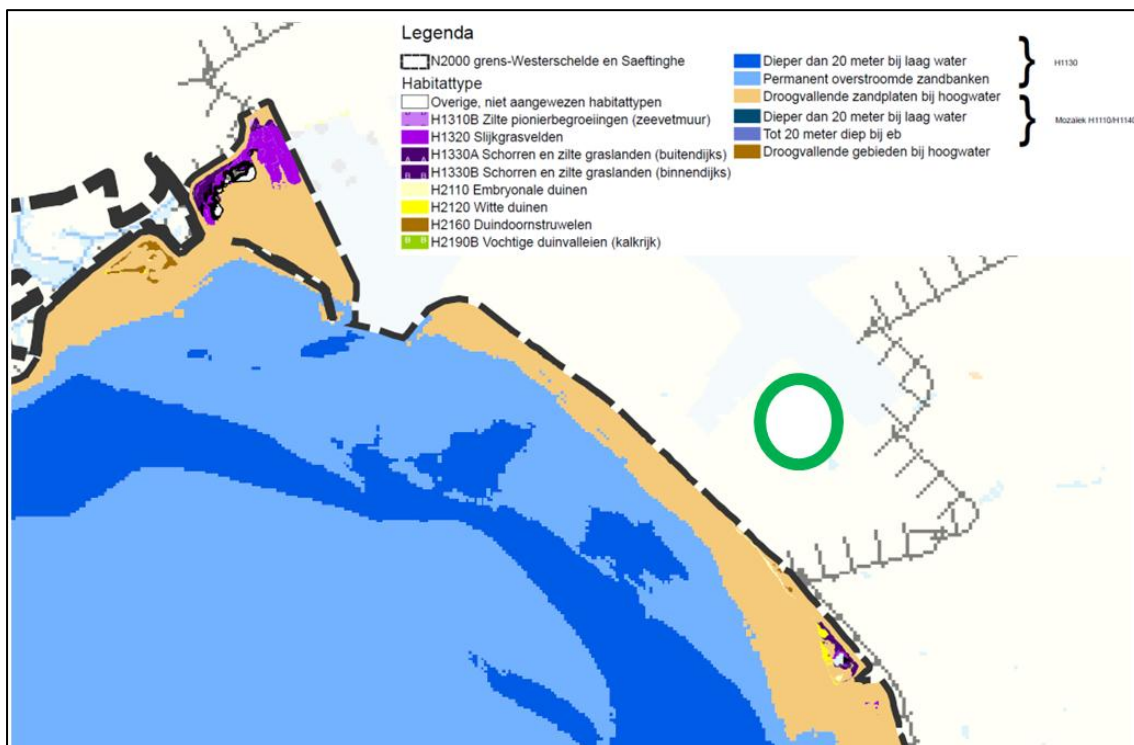 Legenda
N2000 grens-Westerschelde en Saeftinghe
Habitattype
Overige, niet aangewezen habitattypen
H1310B Zilte pionierbegroeiingen (zeevetmuur)
H1320 Slijkgrasvelden
H1330A Schorren en zilte graslanden (buitendijks)
H1330B Schorren en zilte graslanden (binnendijks)
H2110 Embryonale duinen
H2120 Witte duinen
H2160 Duindoornstruwelen
H2190B Vochtige duinvalleien (kalkrijk)
Dieper dan 20 meter bij laag water
Permanent overstroomde zandbanken
Droogvallende zandplaten bij hoogwater
Dieper dan 20 meter bij laag water
Tot 20 meter diep bij eb
Droogvallende gebieden bij hoogwater
H1130
Mozaïek H1110/H1140